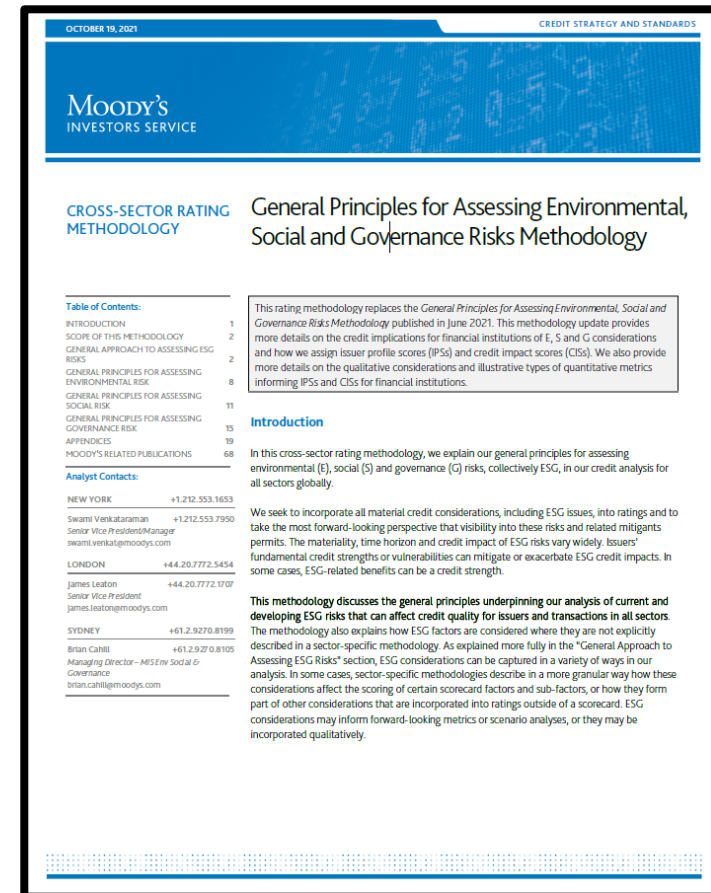 OCTOBER 19, 2021
CREDIT STRATEGY AND STANDARDS
MOODY'S
INVESTORS SERVICE
CROSS-SECTOR RATING
METHODOLOGY
General Principles for Assessing Environmental,
Social and Governance Risks Methodology
Table of Contents:
INTRODUCTION 1
SCOPE OF THIS METHODOLOGY 2
GENERAL APPROACH TO ASSESSING ESG
RISKS 2
GENERAL PRINCIPLES FOR ASSESSING
ENVIRONMENTAL RISK 8
GENERAL PRINCIPLES FOR ASSESSING
SOCIAL RISK 11
GENERAL PRINCIPLES FOR ASSESSING
GOVERNANCE RISK 15
APPENDICES 19
MOODY'S RELATED PUBLICATIONS 68
Analyst Contacts:
NEW YORK +1.212.553.1653
Swami Venkataraman +1.212.553.7950
Senior Vice President/Manager
swami.venkat@moodys.com
LONDON +44.20.7772.5454
James Leaton +44.20.7772.1707
Senior Vice President
james.leaton@moodys.com
SYDNEY +61.2.9270.8199
Brian Cahill +61.2.9270.8105
Managing Director – MIS Env Social &
Governance
brian.cahill@moodys.com
This rating methodology replaces the General Principles for Assessing Environmental, Social and
Governance Risks Methodology published in June 2021. This methodology update provides
more details on the credit implications for financial institutions of E, S and G considerations
and how we assign issuer profile scores (IPSs) and credit impact scores (CISs). We also provide
more details on the qualitative considerations and illustrative types of quantitative metrics
informing IPSs and CISs for financial institutions.
Introduction
In this cross-sector rating methodology, we explain our general principles for assessing
environmental (E), social (S) and governance (G) risks, collectively ESG, in our credit analysis for
all sectors globally.
We seek to incorporate all material credit considerations, including ESG issues, into ratings and to
take the most forward-looking perspective that visibility into these risks and related mitigants
permits. The materiality, time horizon and credit impact of ESG risks vary widely. Issuers'
fundamental credit strengths or vulnerabilities can mitigate or exacerbate ESG credit impacts. In
some cases, ESG-related benefits can be a credit strength.
This methodology discusses the general principles underpinning our analysis of current and
developing ESG risks that can affect credit quality for issuers and transactions in all sectors.
The methodology also explains how ESG factors are considered where they are not explicitly
described in a sector-specific methodology. As explained more fully in the "General Approach to
Assessing ESG Risks" section, ESG considerations can be captured in a variety of ways in our
analysis. In some cases, sector-specific methodologies describe in a more granular way how these
considerations affect the scoring of certain scorecard factors and sub-factors, or how they form
part of other considerations that are incorporated into ratings outside of a scorecard. ESG
considerations may inform forward-looking metrics or scenario analyses, or they may be
incorporated qualitatively.